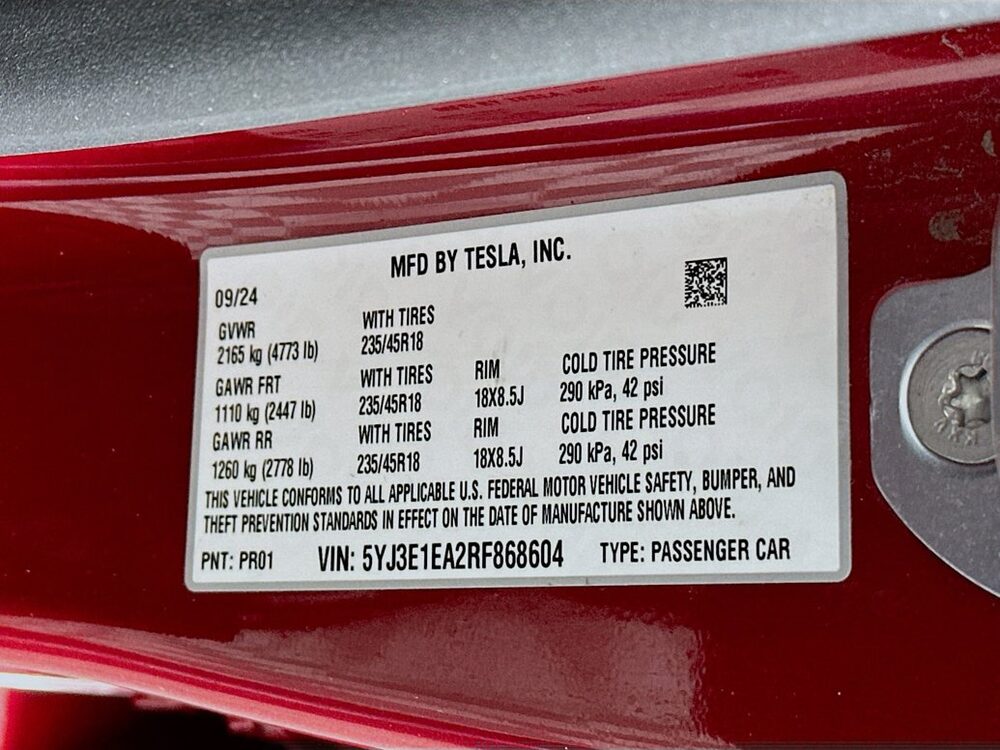 MFD BY TESLA, INC.
09/24
GVWR WITH TIRES
2165 kg (4773 lb) 235/45R18
GAWR FRT WITH TIRES RIM COLD TIRE PRESSURE
1110 kg (2447 lb) 235/45R18 18X8.5J 290 kPa, 42 psi
GAWR RR WITH TIRES RIM COLD TIRE PRESSURE
1260 kg (2778 lb) 235/45R18 18X8.5J 290 kPa, 42 psi
THIS VEHICLE CONFORMS TO ALL APPLICABLE U.S. FEDERAL MOTOR VEHICLE SAFETY, BUMPER, AND
THEFT PREVENTION STANDARDS IN EFFECT ON THE DATE OF MANUFACTURE SHOWN ABOVE.
PNT: PR01 VIN: 5YJ3E1EA2RF868604 TYPE: PASSENGER CAR